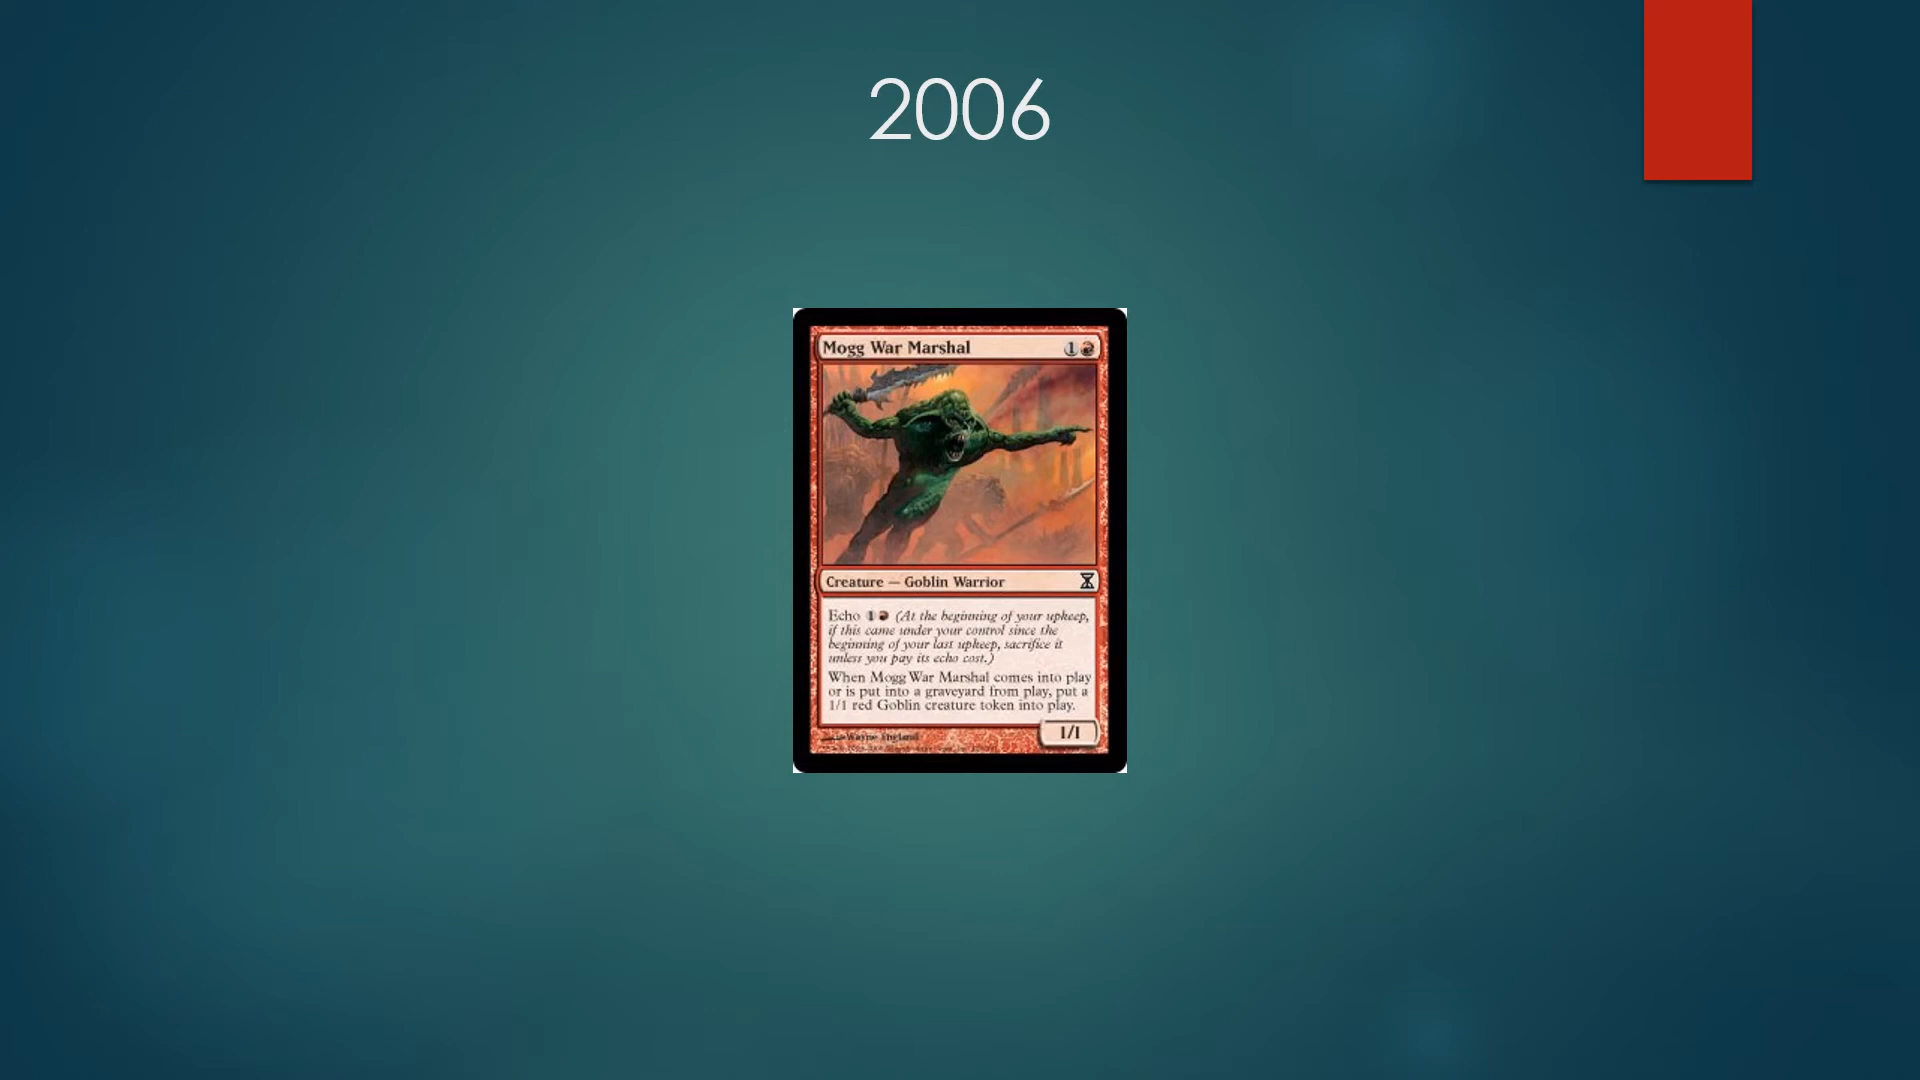 2006
Mogg War Marshal 1
Creature — Goblin Warrior
Echo 1 (At the beginning of your upkeep,
if this came under your control since the
beginning of your last upkeep, sacrifice it
unless you pay its echo cost.)
When Mogg War Marshal comes into play
or is put into a graveyard from play, put a
1/1 red Goblin creature token into play.
1/1
Wayne England